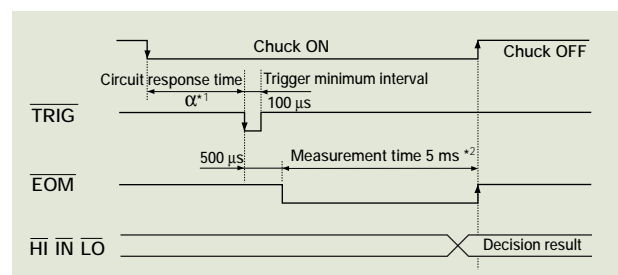 Chuck ON
Chuck OFF
Circuit response time
Trigger minimum interval
α*1
100 μs
TRIG
500 μs
Measurement time 5 ms *2
EOM
HI IN LO
Decision result